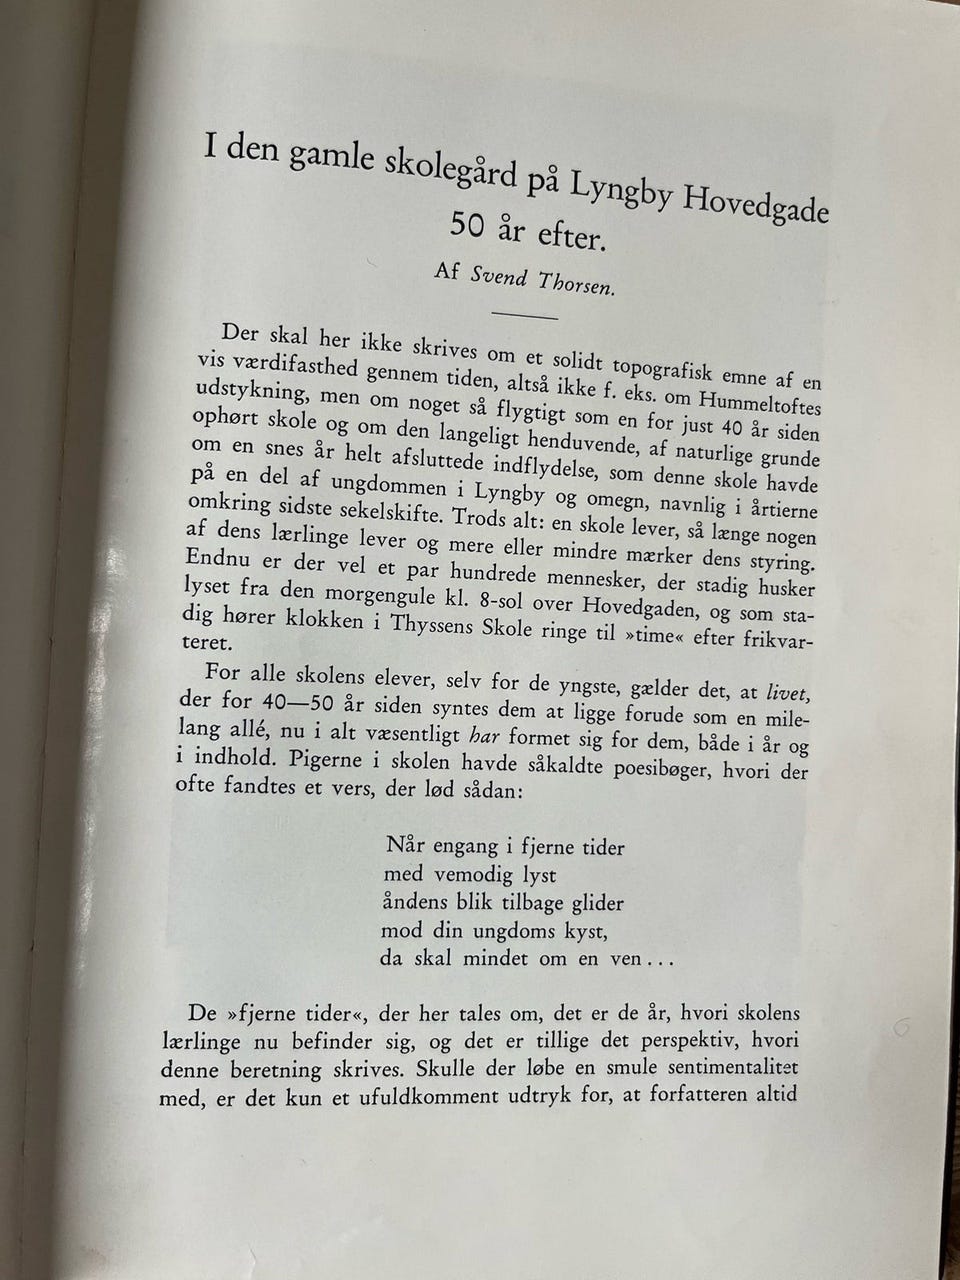 I den gamle skolegård på Lyngby Hovedgade
50 år efter.
Af Svend Thorsen.
Der skal her ikke skrives om et solidt topografisk emne af en
vis værdifasthed gennem tiden, altså ikke f. eks. om Hummeltoftes
udstykning, men om noget så flygtigt som en for just 40 år siden
ophørt skole og om den langeligt henduvende, af naturlige grunde
om en snes år helt afsluttede indflydelse, som denne skole havde
på en del af ungdommen i Lyngby og omegn, navnlig i årtierne
omkring sidste sekelskifte. Trods alt: en skole lever, så længe nogen
af dens lærlinge lever og mere eller mindre mærker dens styring.
Endnu er der vel et par hundrede mennesker, der stadig husker
lyset fra den morgengule kl. 8-sol over Hovedgaden, og som sta-
dig hører klokken i Thyssens Skole ringe til »time« efter frikvar-
teret.
For alle skolens elever, selv for de yngste, gælder det, at livet,
der for 40—50 år siden syntes dem at ligge forude som en mile-
lang allé, nu i alt væsentligt har formet sig for dem, både i år og
i indhold. Pigerne i skolen havde såkaldte poesibøger, hvori der
ofte fandtes et vers, der lød sådan:
Når engang i fjerne tider
med vemodig lyst
åndens blik tilbage glider
mod din ungdoms kyst,
da skal mindet om en ven...
De »fjerne tider«, der her tales om, det er de år, hvori skolens
lærlinge nu befinder sig, og det er tillige det perspektiv, hvori
denne beretning skrives. Skulle der løbe en smule sentimentalitet
med, er det kun et ufuldkomment udtryk for, at forfatteren altid